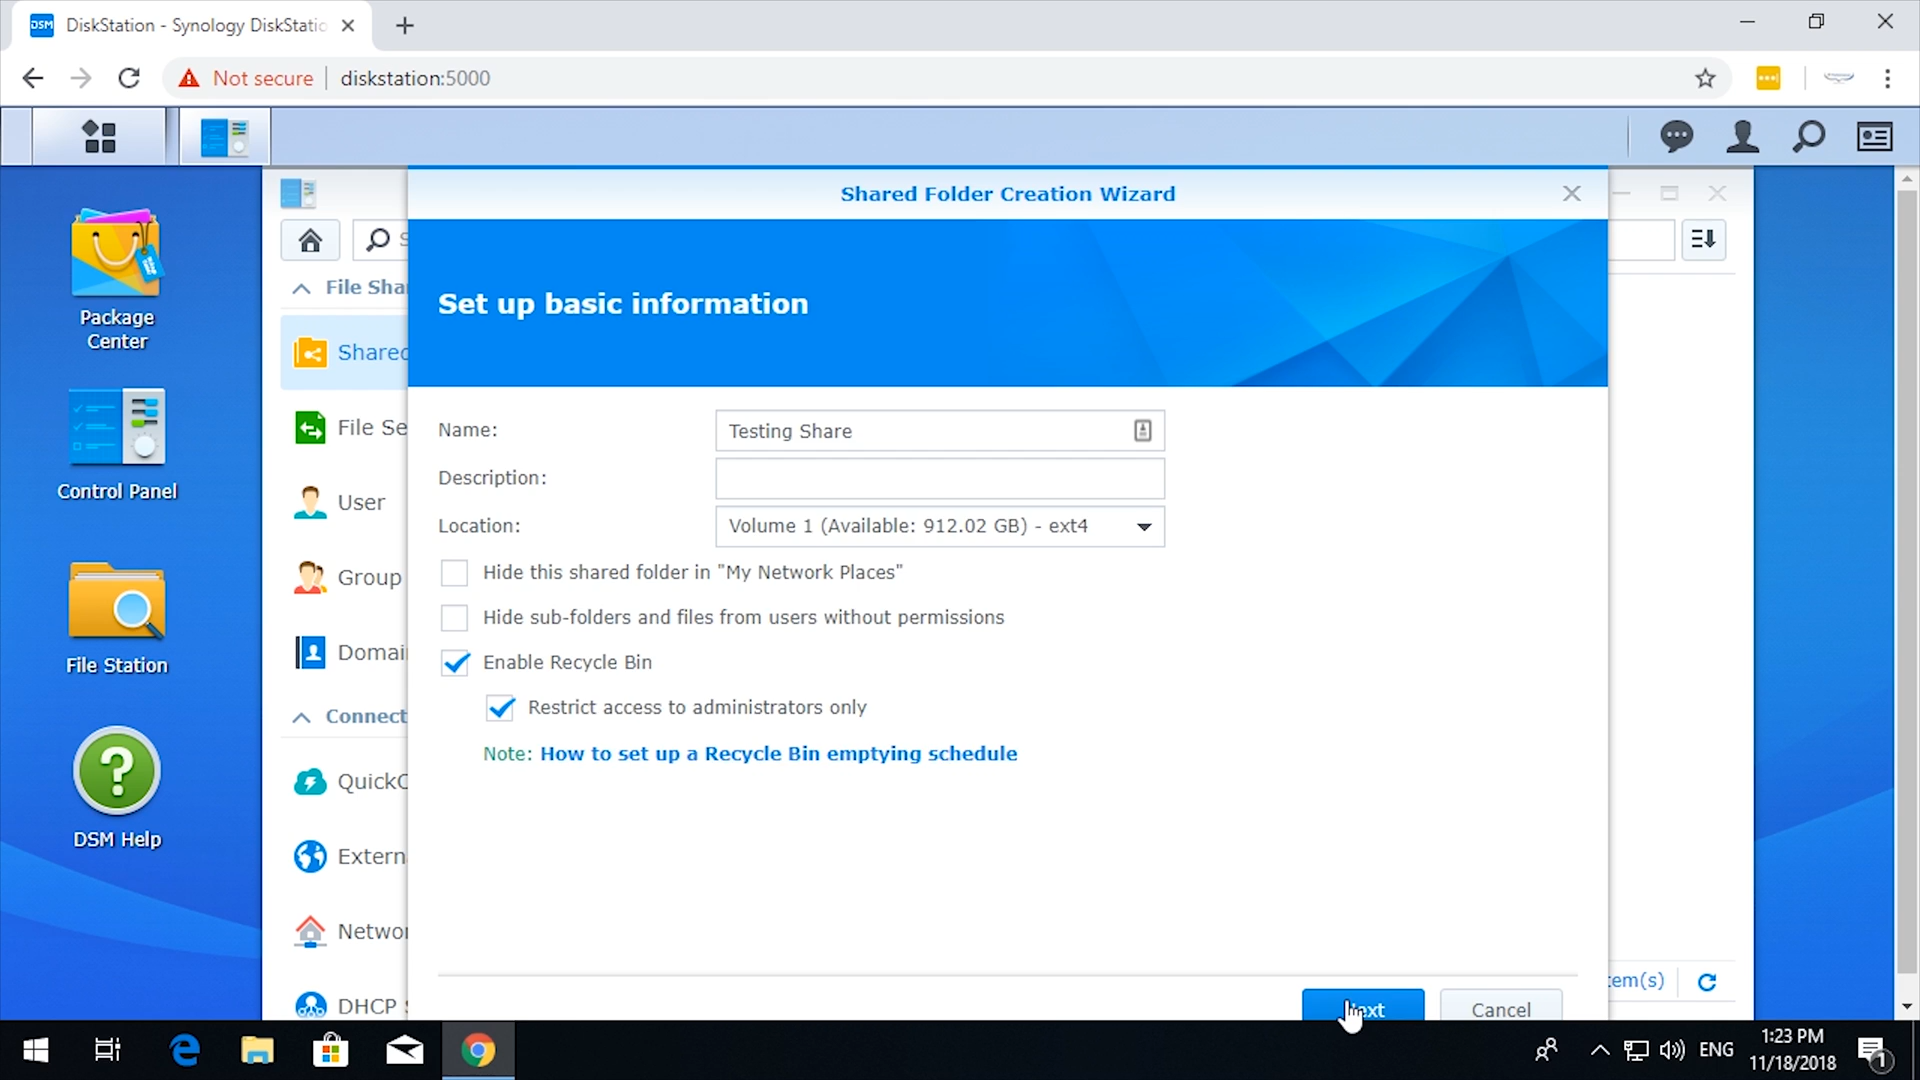 DSM DiskStation - Synology DiskStatio
Not secure diskstation:5000
Shared Folder Creation Wizard
Set up basic information
Package
Center
Control Panel
File Station
DSM Help
File Shar
Shared
File Se
User
Group
Domai
Connect
QuickC
Extern
Networ
DHCP S
Name: Testing Share
Description:
Location: Volume 1 (Available: 912.02 GB) - ext4
Hide this shared folder in "My Network Places"
Hide sub-folders and files from users without permissions
Enable Recycle Bin
Restrict access to administrators only
Note: How to set up a Recycle Bin emptying schedule
tem(s)
Next Cancel
ENG
1:23 PM
11/18/2018
1